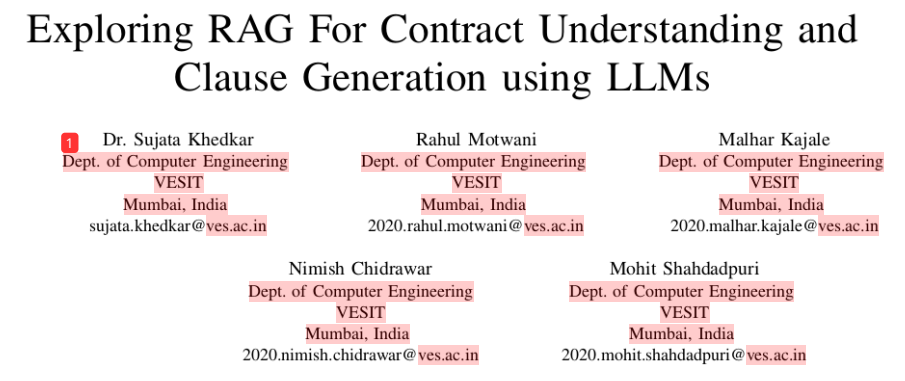 Exploring RAG For Contract Understanding and
Clause Generation using LLMs
1
Dr. Sujata Khedkar
Dept. of Computer Engineering
VESIT
Mumbai, India
sujata.khedkar@ves.ac.in
Rahul Motwani
Dept. of Computer Engineering
VESIT
Mumbai, India
2020.rahul.motwani@ves.ac.in
Malhar Kajale
Dept. of Computer Engineering
VESIT
Mumbai, India
2020.malhar.kajale@ves.ac.in
Nimish Chidrawar
Dept. of Computer Engineering
VESIT
Mumbai, India
2020.nimish.chidrawar@ves.ac.in
Mohit Shahdadpuri
Dept. of Computer Engineering
VESIT
Mumbai, India
2020.mohit.shahdadpuri@ves.ac.in